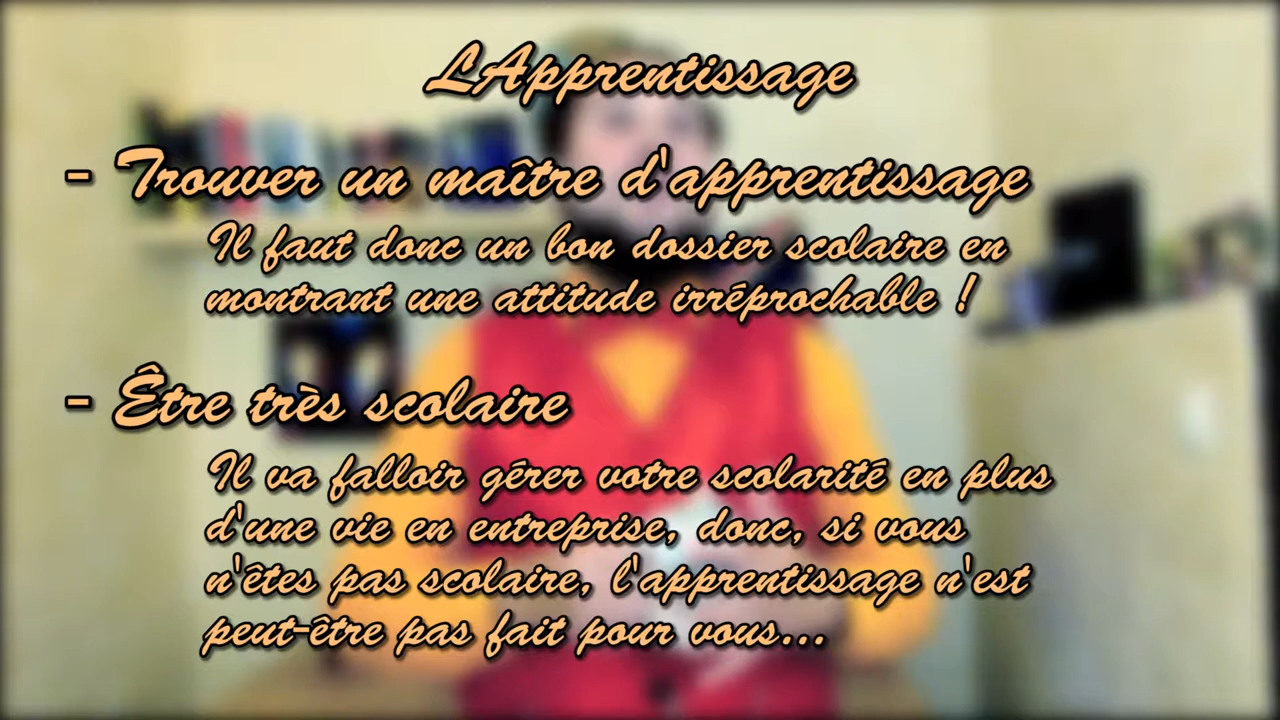 LApprentissage
- Trouver un maître d'apprentissage
Il faut donc un bon dossier scolaire en
montrant une attitude irréprochable !
- Être très scolaire
Il va falloir gérer votre scolarité en plus
d'une vie en entreprise, donc, si vous
n'êtes pas scolaire, l'apprentissage n'est
peut-être pas fait pour vous...